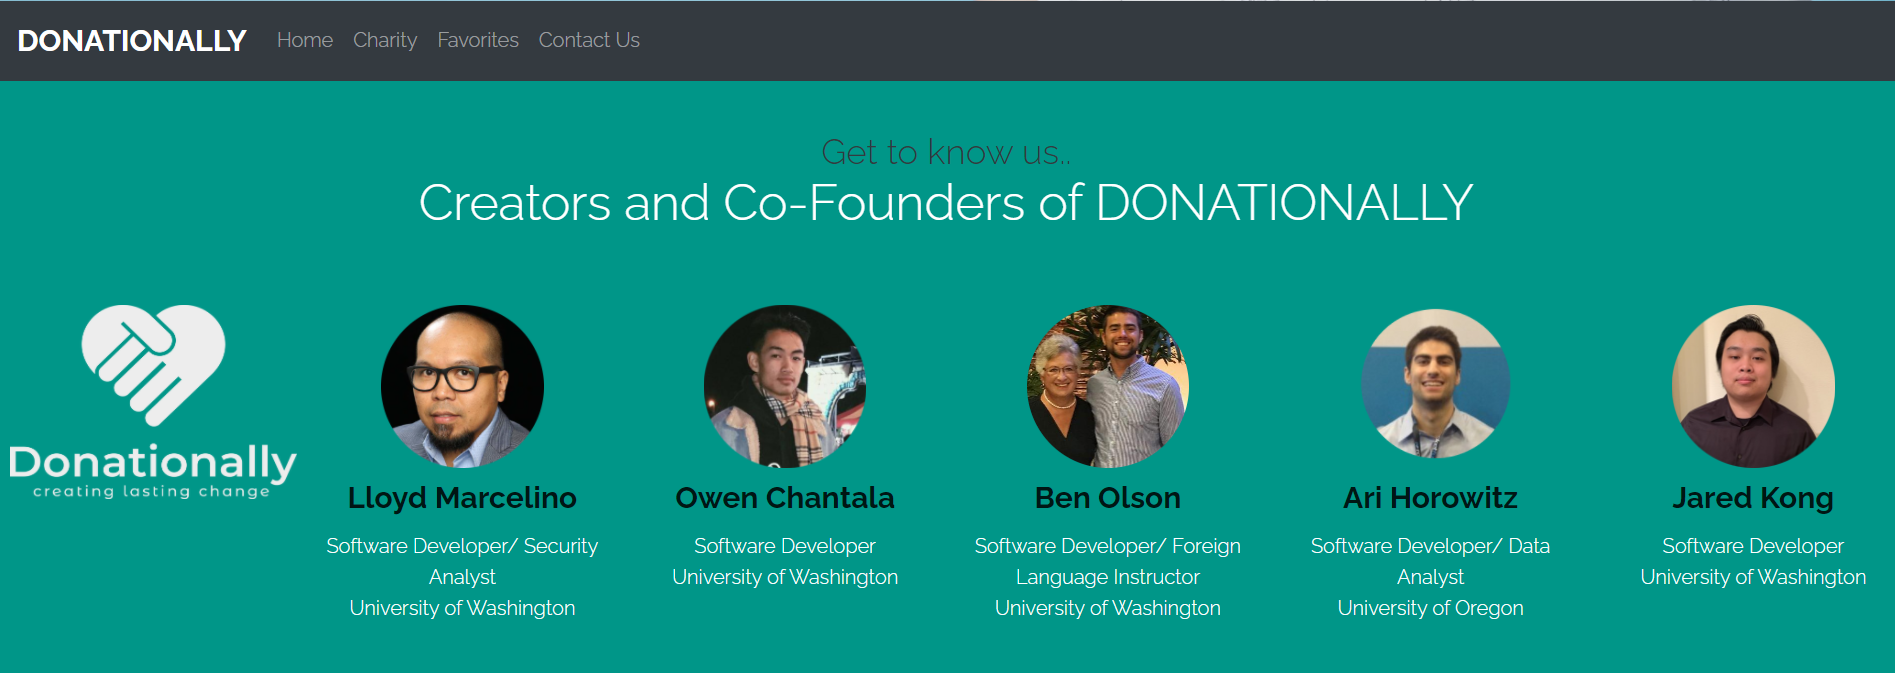 DONATIONALLY Home Charity Favorites Contact Us
Get to know us..
Creators and Co-Founders of DONATIONALLY
Donationally
creating lasting change
Lloyd Marcelino
Software Developer/ Security
Analyst
University of Washington
Owen Chantala
Software Developer
University of Washington
Ben Olson
Software Developer/ Foreign
Language Instructor
University of Washington
Ari Horowitz
Software Developer/ Data
Analyst
University of Oregon
Jared Kong
Software Developer
University of Washington